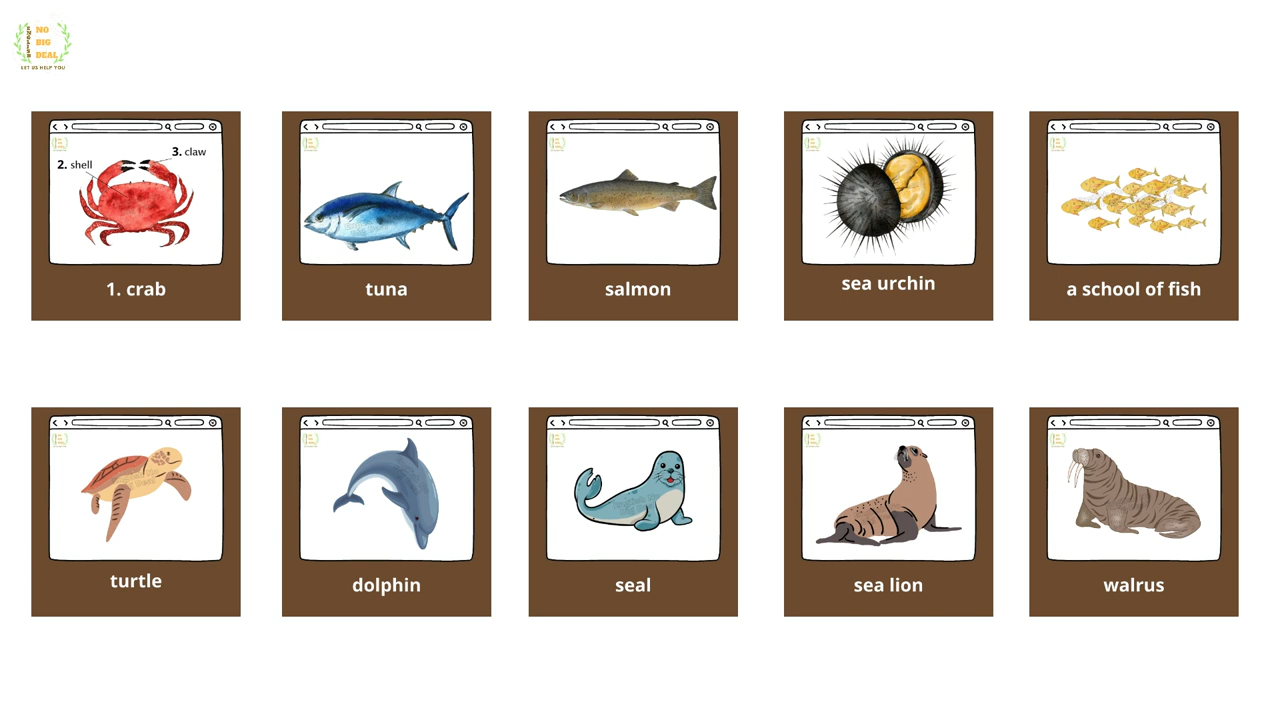 ENGLISH
NO
BIG
DEAL
LET US HELP YOU
2. shell
3. claw
1. crab
tuna
salmon
sea urchin
a school of fish
turtle
dolphin
seal
sea lion
walrus